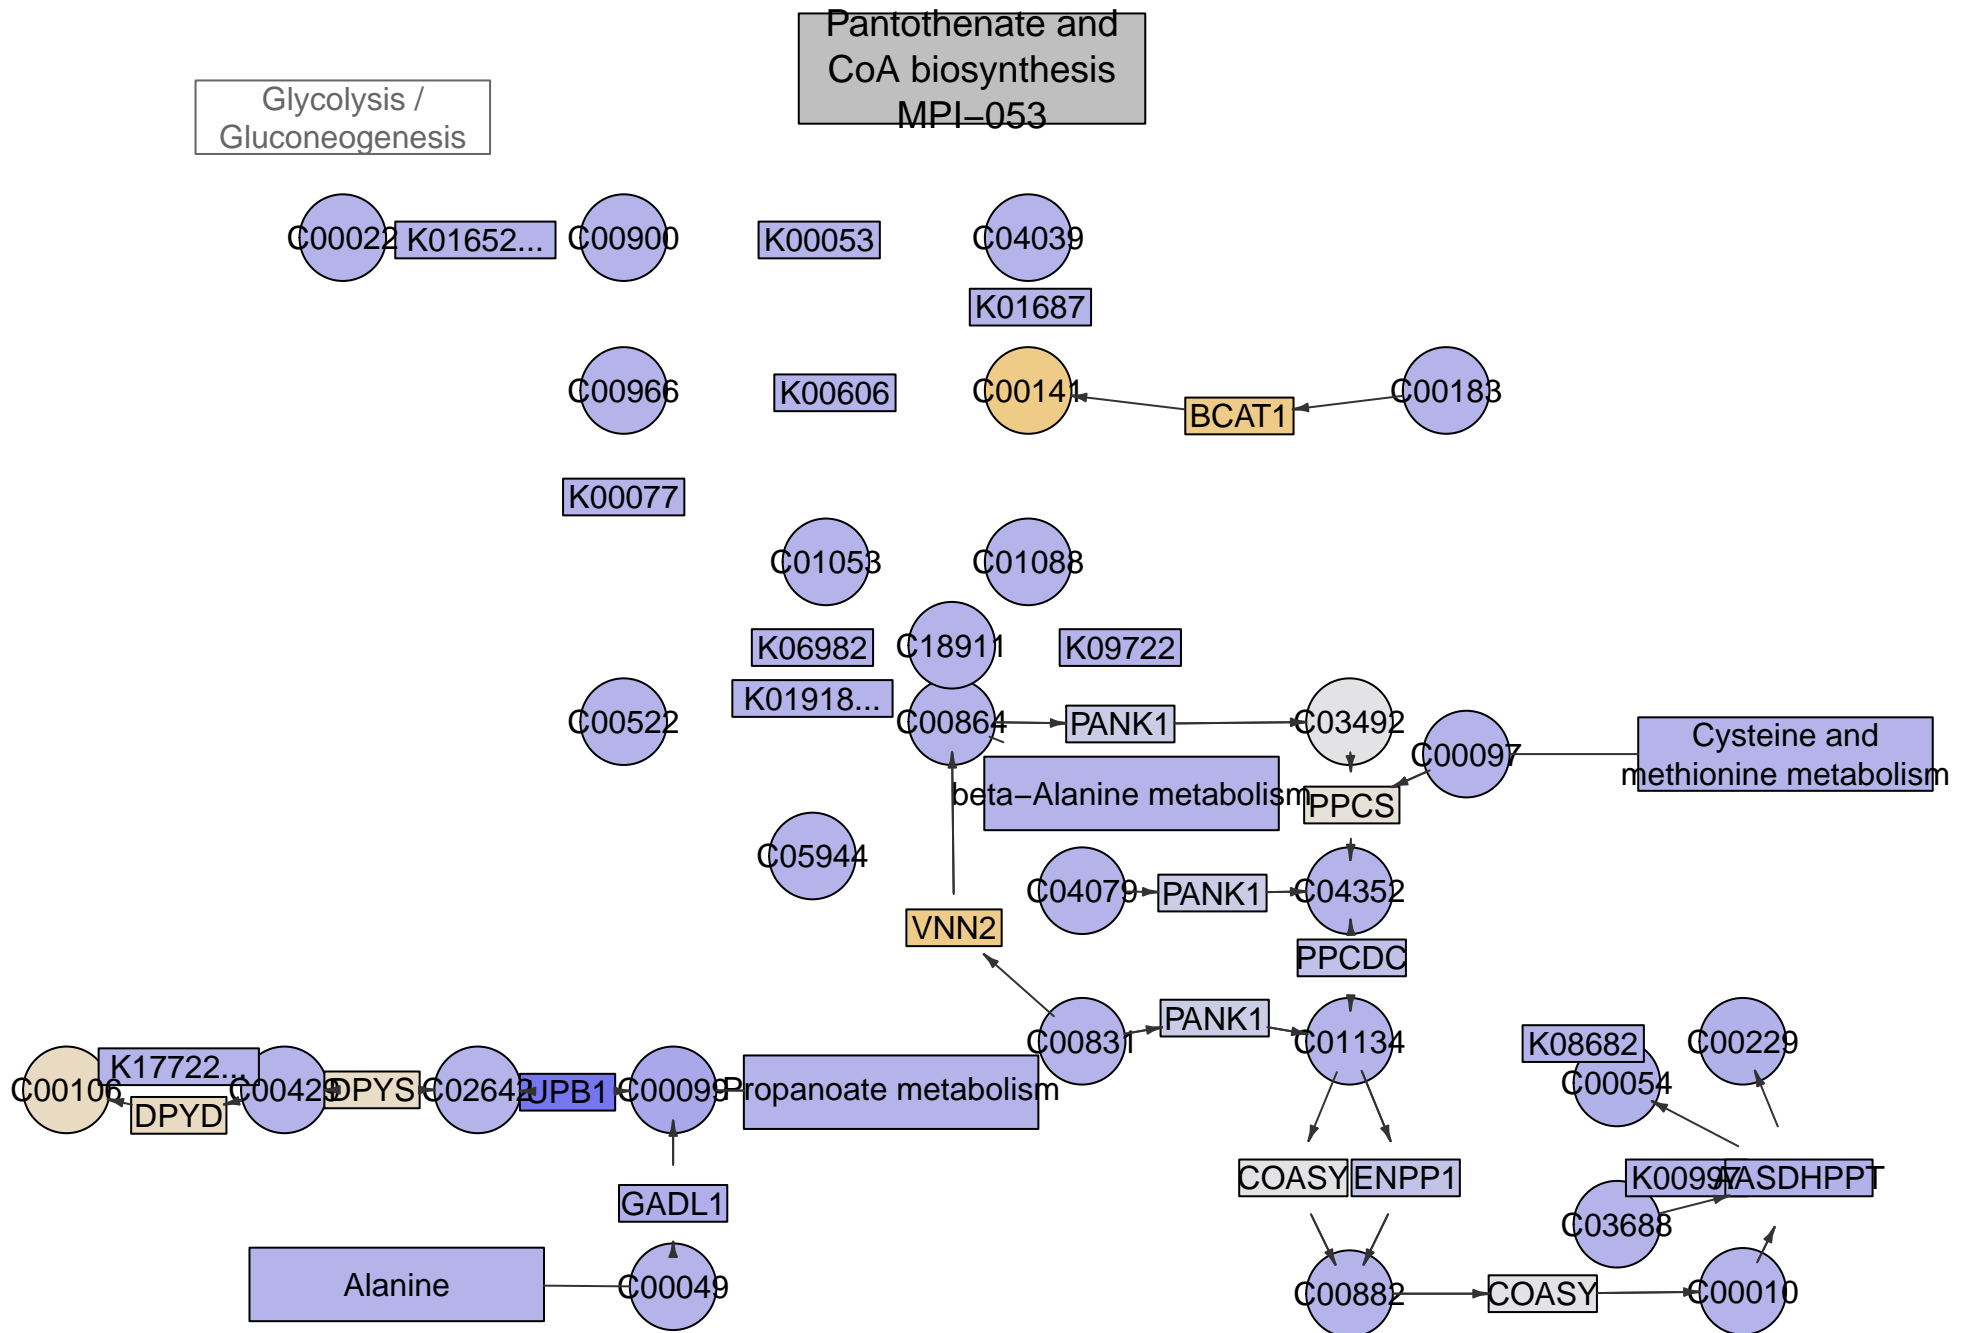 Pantothenate and
CoA biosynthesis
MPI−053
Glycolysis /
Gluconeogenesis
C00022
K01652...
C00900
K00053
C04039
K01687
C00966
K00606
C00141
BCAT1
C00183
K00077
C01053
C01088
K06982
C18911
K09722
K01918...
C00522
C00864
PANK1
C03492
C00097
Cysteine and
methionine metabolism
beta−Alanine metabolism
PPCS
C05944
C04079
PANK1
C04352
VNN2
PPCDC
C00831
PANK1
C01134
K08682
C00229
C00054
C00106
K17722...
DPYD
C00429
DPYS
C02642
UPB1
C00099
Propanoate metabolism
COASY
ENPP1
K00997
AASDHPPT
GADL1
C03688
Alanine
C00049
C00882
COASY
C00010